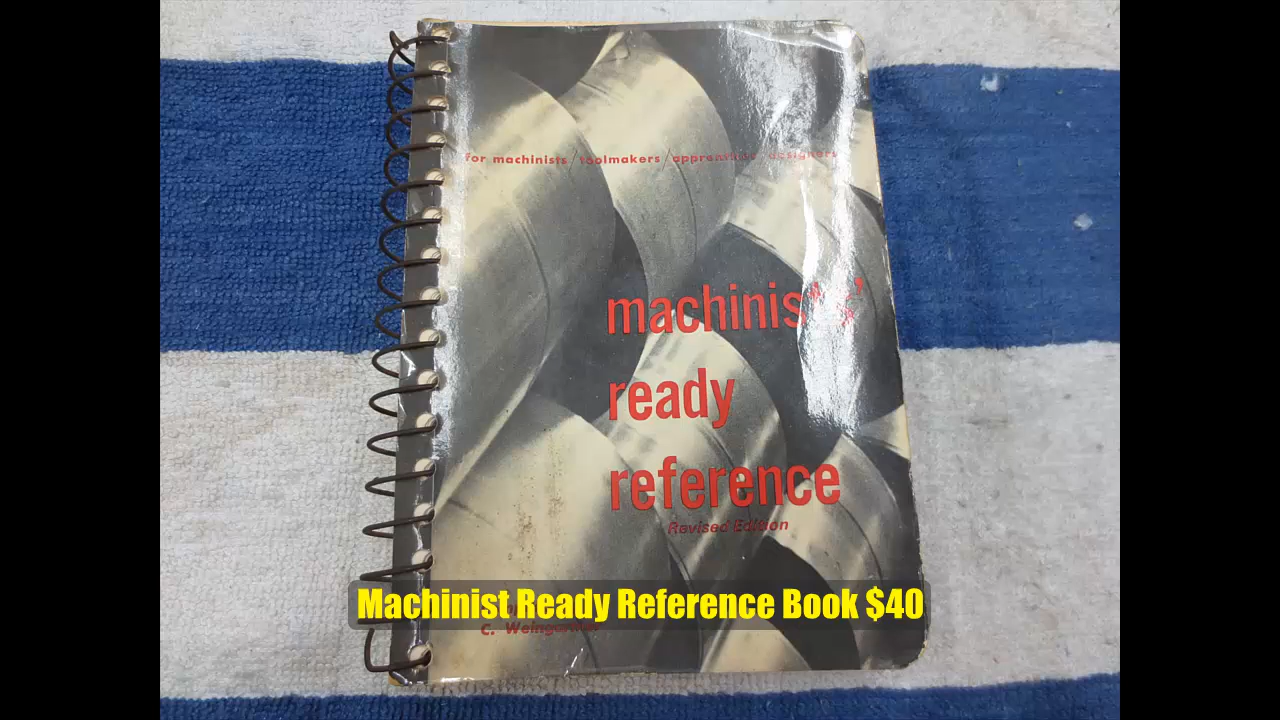 for machinists / toolmakers / apprentices / designers
machinists'
ready
reference
Revised Edition
Machinist Ready Reference Book $40
C. Weingartner